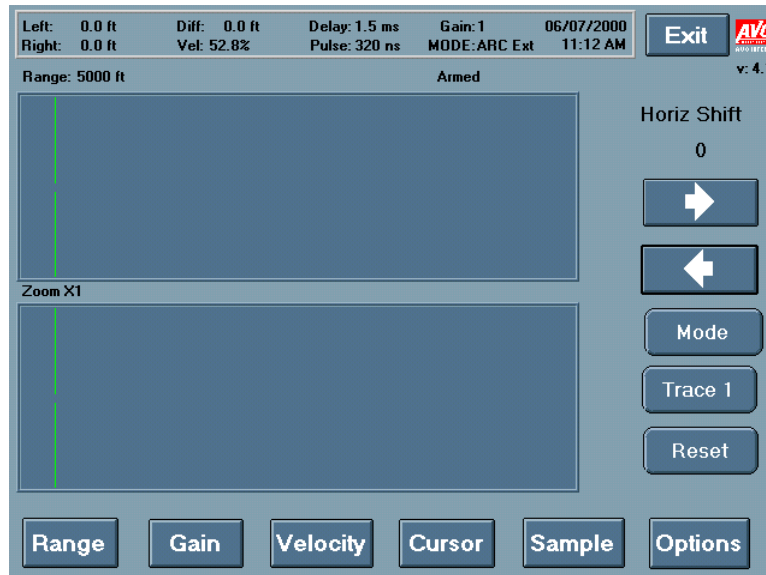 Left: 0.0 ft Diff: 0.0 ft Delay: 1.5 ms Gain: 1 06/07/2000
Right: 0.0 ft Vel: 52.8% Pulse: 320 ns MODE:ARC Ext 11:12 AM
Exit
Range: 5000 ft Armed
Horiz Shift
0
Zoom X1
Mode
Trace 1
Reset
Range Gain Velocity Cursor Sample Options